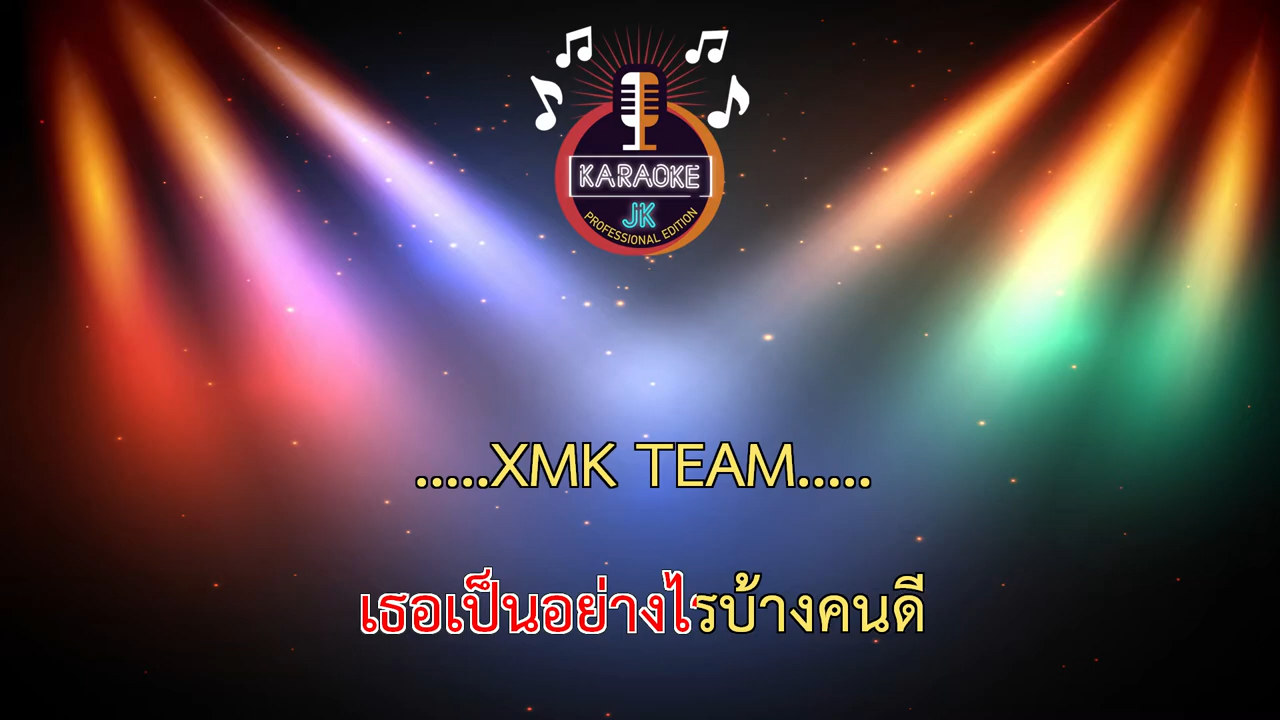 KARAOKE
JK
PROFESSIONAL EDITION
.....XMK TEAM.....
เธอเป็นอย่างไรบ้างคนดี